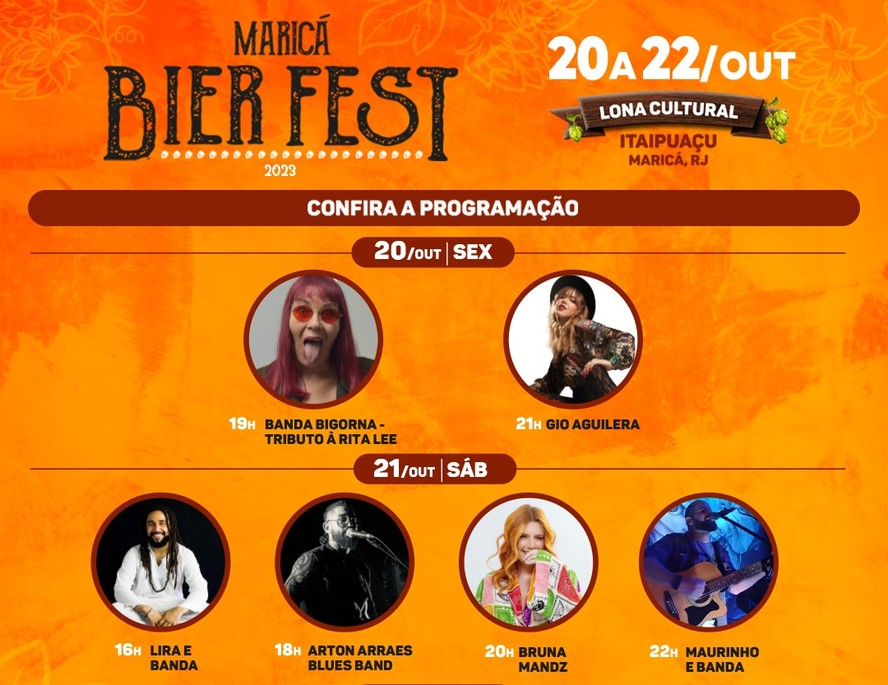 MARICÁ
BIER FEST
2023
20 A 22/OUT
LONA CULTURAL
ITAIPUAÇU
MARICÁ, RJ
CONFIRA A PROGRAMAÇÃO
20/OUT | SEX
19H BANDA BIGORNA -
TRIBUTO À RITA LEE
21H GIO AGUILERA
21/OUT | SÁB
16H LIRA E
BANDA
18H ARTON ARRAES
BLUES BAND
20H BRUNA
MANDZ
22H MAURINHO
E BANDA